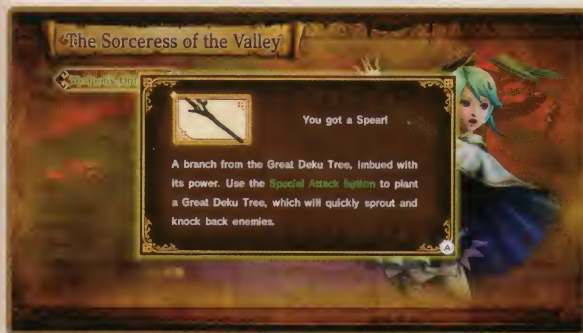 The Sorceress of the Valley
You got a Spear!
A branch from the Great Deku Tree, imbued with
its power. Use the Special Attack button to plant
a Great Deku Tree, which will quickly sprout and
knock back enemies.
A